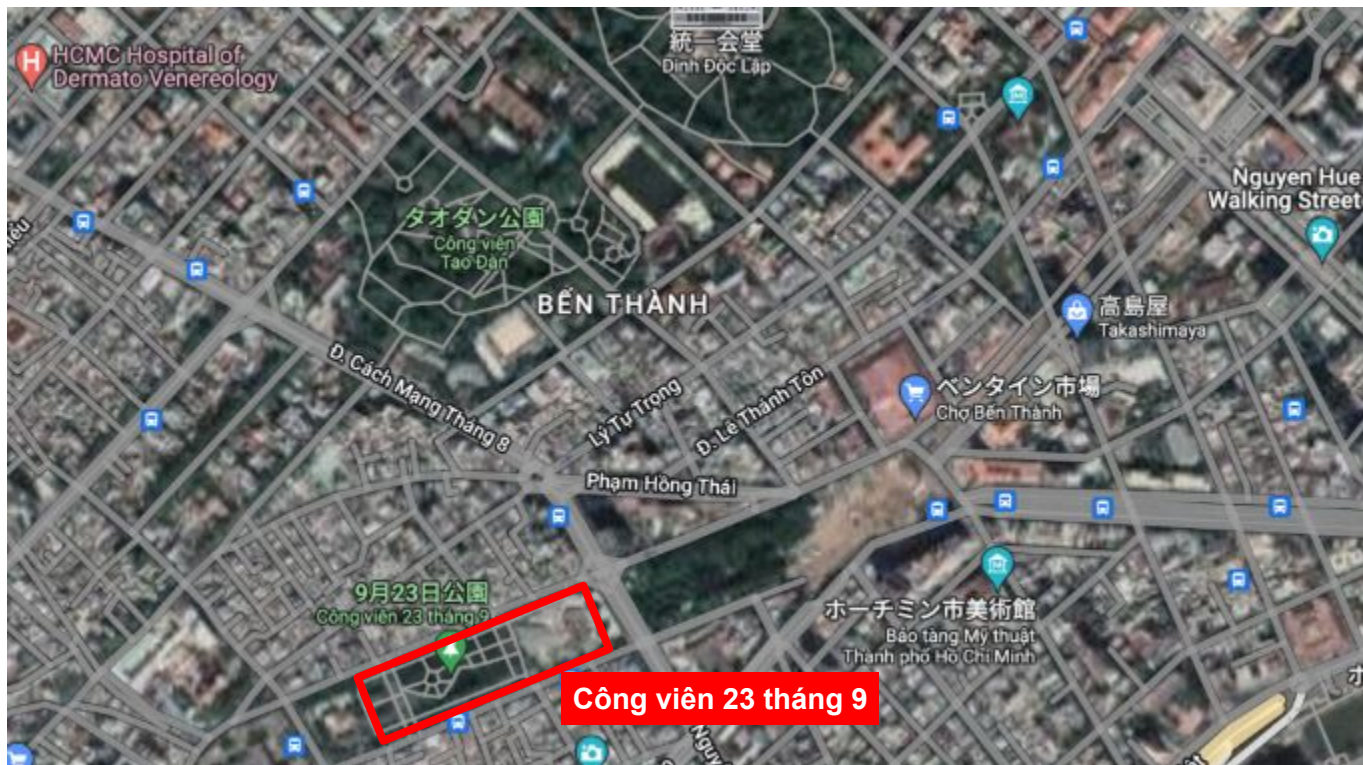 統一会堂
Dinh Độc Lập
HCMC Hospital of
Dermato Venereology
Nguyen Hue
Walking Street
タオダン公園
Công viên
Tao Đàn
BẾN THÀNH
高島屋
Takashimaya
Đ. Cách Mạng Tháng 8
Lý Tự Trọng
Đ. Lê Thánh Tôn
ベンタイン市場
Chợ Bến Thành
Phạm Hồng Thái
9月23日公園
Công viên 23 tháng 9
ホーチミン市美術館
Bảo tàng Mỹ thuật
Thành phố Hồ Chí Minh
Công viên 23 tháng 9